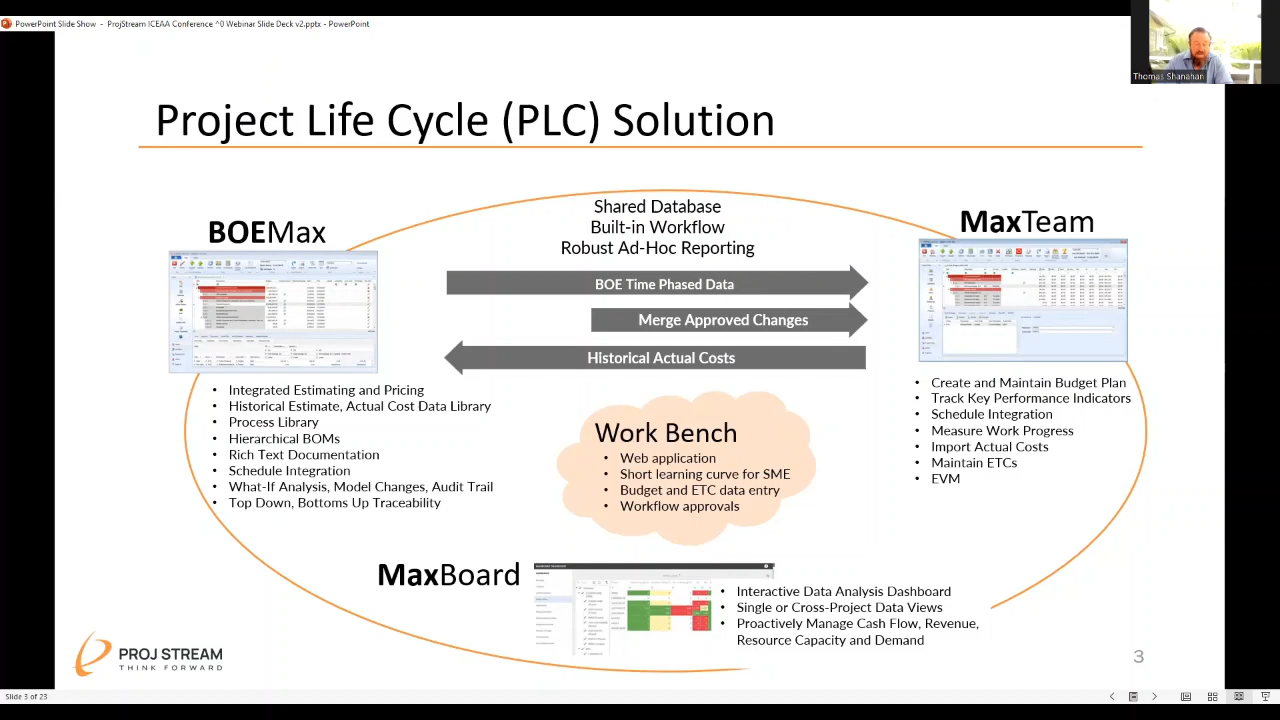 PowerPoint Slide Show - ProjStream ICEAA Conference ^0 Webinar Slide Deck v2.pptx - PowerPoint
Thomas Shanahan
Project Life Cycle (PLC) Solution
Shared Database
Built-in Workflow
Robust Ad-Hoc Reporting
BOEMax
MaxTeam
BOE Time Phased Data
Merge Approved Changes
Historical Actual Costs
• Integrated Estimating and Pricing
• Historical Estimate, Actual Cost Data Library
• Process Library
• Hierarchical BOMs
• Rich Text Documentation
• Schedule Integration
• What-If Analysis, Model Changes, Audit Trail
• Top Down, Bottoms Up Traceability
Work Bench
• Web application
• Short learning curve for SME
• Budget and ETC data entry
• Workflow approvals
• Create and Maintain Budget Plan
• Track Key Performance Indicators
• Schedule Integration
• Measure Work Progress
• Import Actual Costs
• Maintain ETCs
• EVM
MaxBoard
• Interactive Data Analysis Dashboard
• Single or Cross-Project Data Views
• Proactively Manage Cash Flow, Revenue,
Resource Capacity and Demand
PROJ STREAM
THINK FORWARD
3
Slide 3 of 23